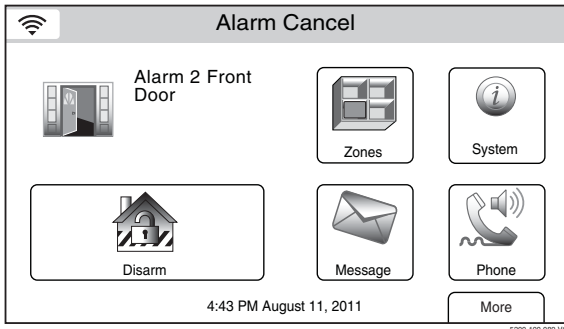 Alarm Cancel
Alarm 2 Front
Door
Zones
System
Disarm
Message
Phone
4:43 PM August 11, 2011
More